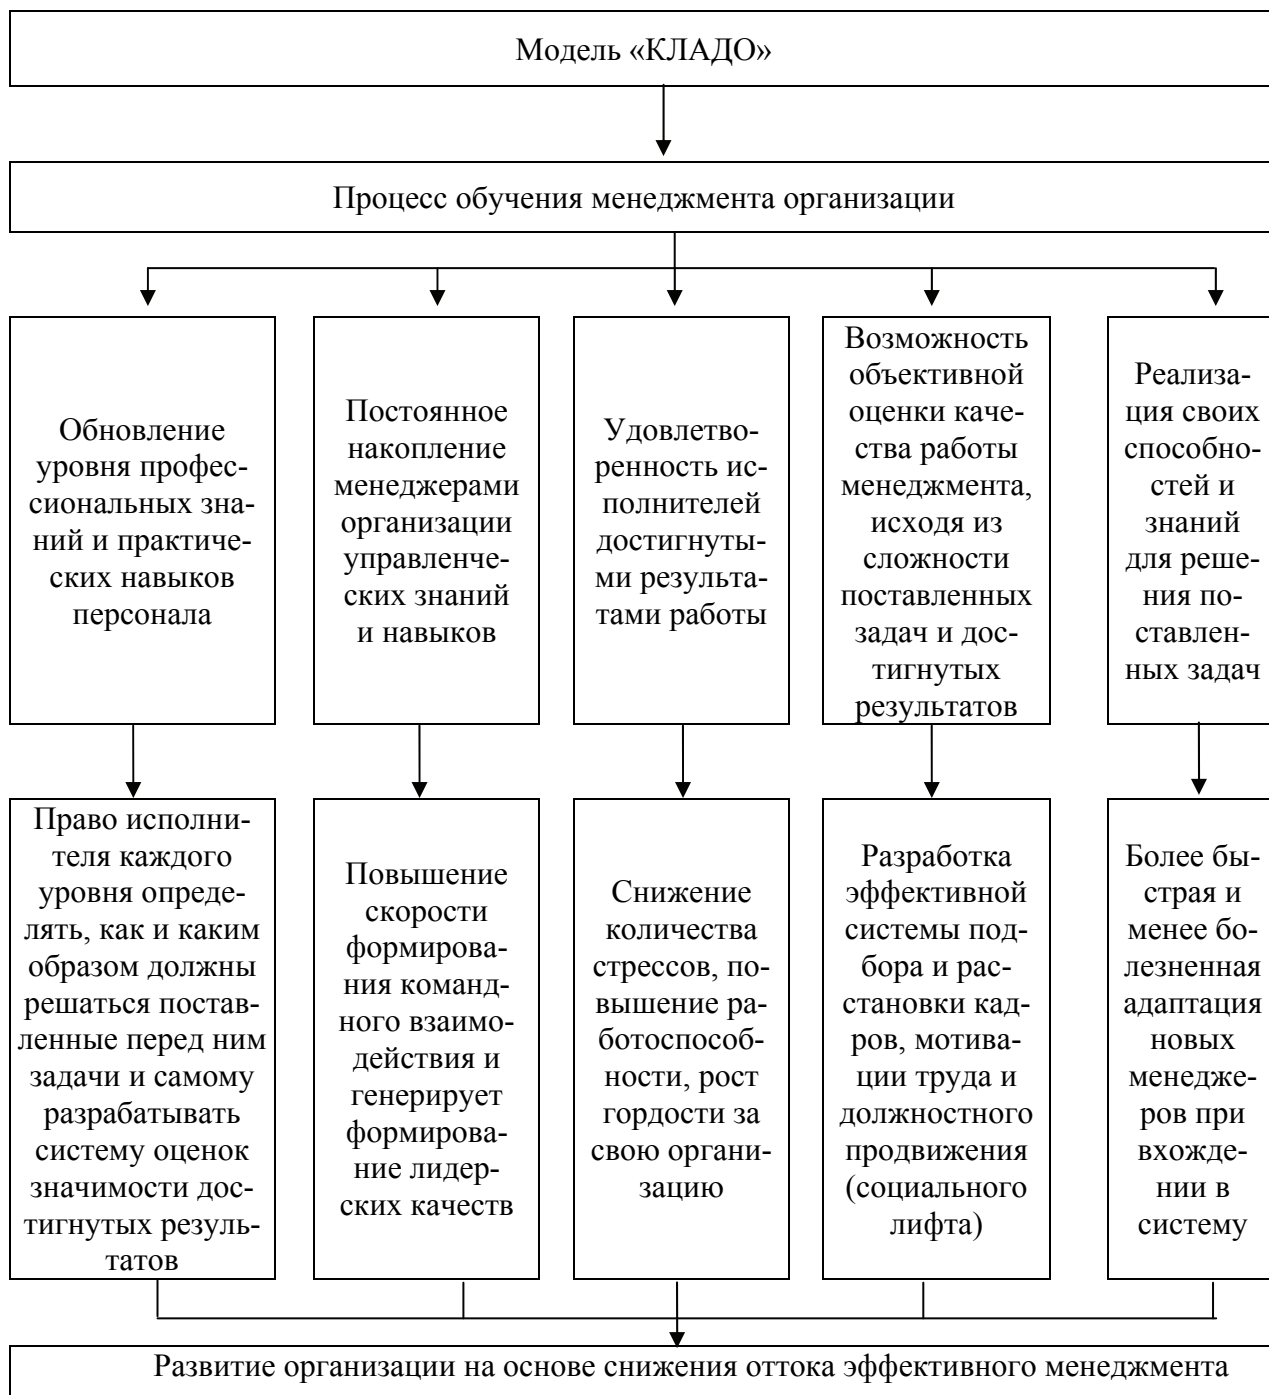 Модель «КЛАДО»
Процесс обучения менеджмента организации
Обновление
уровня профес-
сиональных зна-
ний и практиче-
ских навыков
персонала
Постоянное
накопление
менеджерами
организации
управленче-
ских знаний
и навыков
Удовлетво-
ренность ис-
полнителей
достигнуты-
ми результа-
тами работы
Возможность
объективной
оценки каче-
ства работы
менеджмента,
исходя из
сложности
поставленных
задач и дос-
тигнутых
результатов
Реализа-
ция своих
способно-
стей и
знаний
для реше-
ния по-
ставлен-
ных задач
Право исполни-
теля каждого
уровня опреде-
лять, как и каким
образом должны
решаться постав-
ленные перед ним
задачи и самому
разрабатывать
систему оценок
значимости дос-
тигнутых резуль-
татов
Повышение
скорости
формирова-
ния команд-
ного взаимо-
действия и
генерирует
формирова-
ние лидер-
ских качеств
Снижение
количества
стрессов, по-
вышение ра-
ботоспособ-
ности, рост
гордости за
свою органи-
зацию
Разработка
эффективной
системы под-
бора и рас-
становки кад-
ров, мотива-
ции труда и
должностного
продвижения
(социального
лифта)
Более бы-
страя и
менее бо-
лезненная
адаптация
новых
менедже-
ров при
вхожде-
нии в
систему
Развитие организации на основе снижения оттока эффективного менеджмента